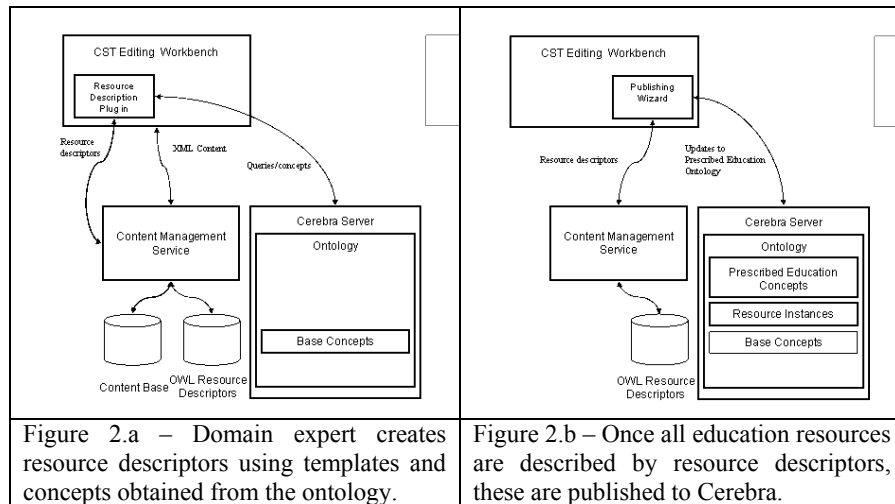 CST Editing Workbench
Resource
Description
Plug in
Resource
descriptors
XML Content
Queries/concepts
Content Management
Service
Cerebra Server
Ontology
Base Concepts
Content Base
OWL Resource
Descriptors
Figure 2.a – Domain expert creates
resource descriptors using templates and
concepts obtained from the ontology.
CST Editing Workbench
Publishing
Wizard
Resource descriptors
Updates to
Prescribed Education
Ontology
Content Management
Service
Cerebra Server
Ontology
Prescribed Education
Concepts
Resource Instances
Base Concepts
OWL Resource
Descriptors
Figure 2.b – Once all education resources
are described by resource descriptors,
these are published to Cerebra.